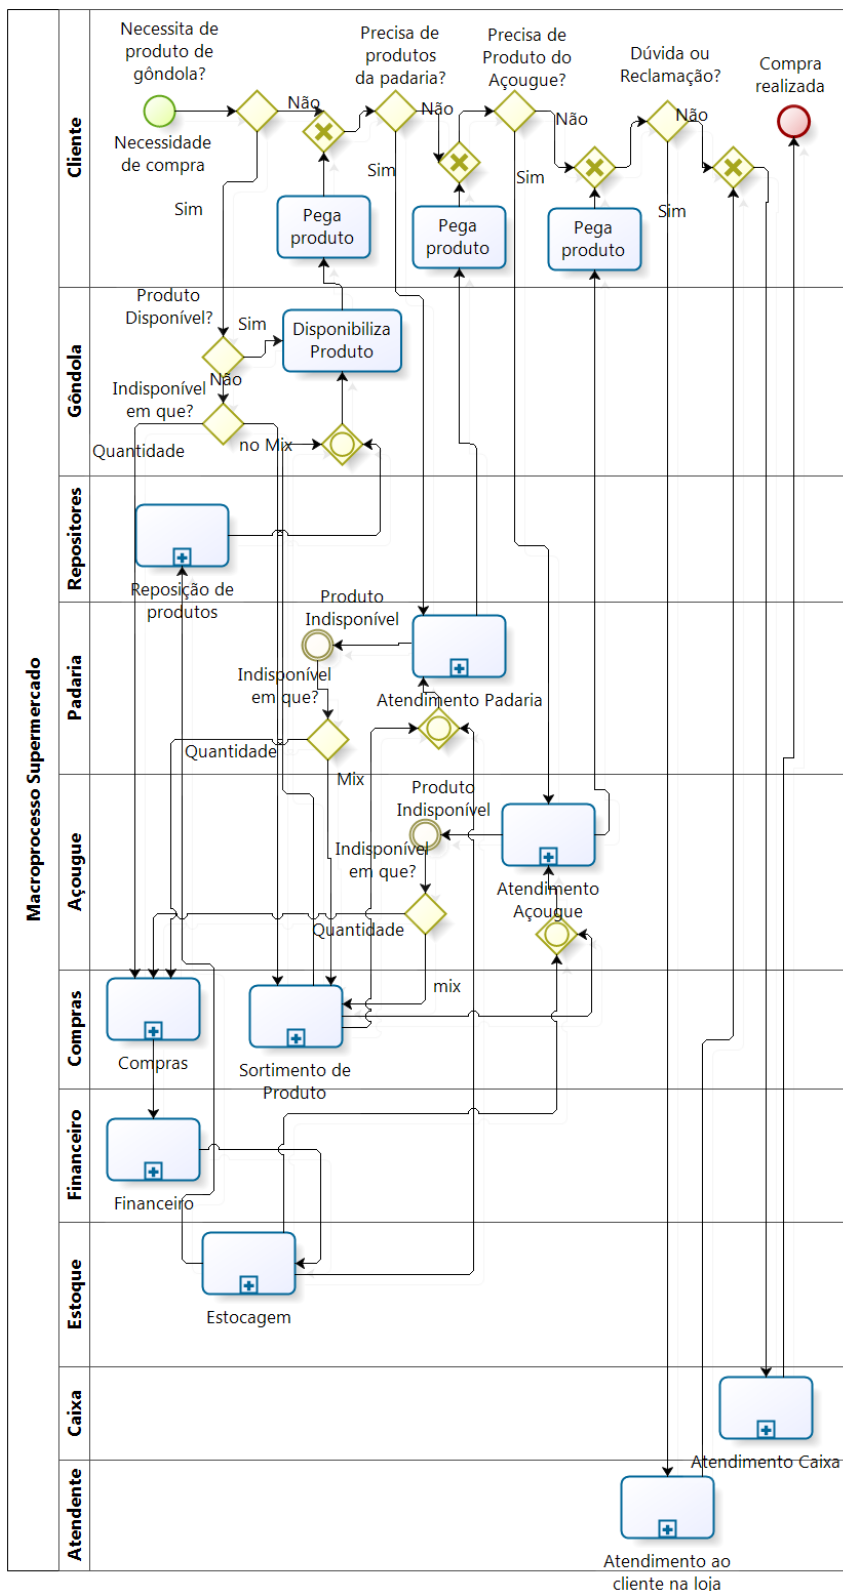 Macroprocesso Supermercado
Cliente
Necessita de
produto de
gôndola?
Precisa de
produtos
da padaria?
Precisa de
Produto do
Açougue?
Dúvida ou
Reclamação?
Compra
realizada
Necessidade
de compra
Não
Não
Não
Não
Sim
Sim
Sim
Sim
Pega
produto
Pega
produto
Pega
produto
Gôndola
Produto
Disponível?
Sim
Disponibiliza
Produto
Não
Indisponível
em que?
Quantidade
no Mix
Repositores
Reposição de
produtos
Padaria
Produto
Indisponível
Indisponível
em que?
Atendimento Padaria
Quantidade
Mix
Açougue
Produto
Indisponível
Indisponível
em que?
Atendimento
Açougue
Quantidade
mix
Compras
Compras
Sortimento de
Produto
Financeiro
Financeiro
Estoque
Estocagem
Caixa
Atendimento Caixa
Atendente
Atendimento ao
cliente na loja